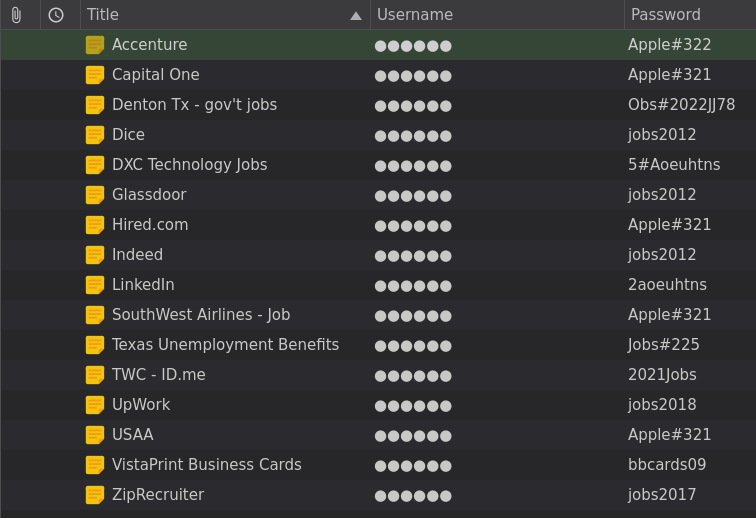 Title Username Password
Accenture ●●●●●● Apple#322
Capital One ●●●●●● Apple#321
Denton Tx - gov't jobs ●●●●●● Obs#2022JJ78
Dice ●●●●●● jobs2012
DXC Technology Jobs ●●●●●● 5#Aoeuhtns
Glassdoor ●●●●●● jobs2012
Hired.com ●●●●●● Apple#321
Indeed ●●●●●● jobs2012
LinkedIn ●●●●●● 2aoeuhtns
SouthWest Airlines - Job ●●●●●● Apple#321
Texas Unemployment Benefits ●●●●●● Jobs#225
TWC - ID.me ●●●●●● 2021Jobs
UpWork ●●●●●● jobs2018
USAA ●●●●●● Apple#321
VistaPrint Business Cards ●●●●●● bbcards09
ZipRecruiter ●●●●●● jobs2017